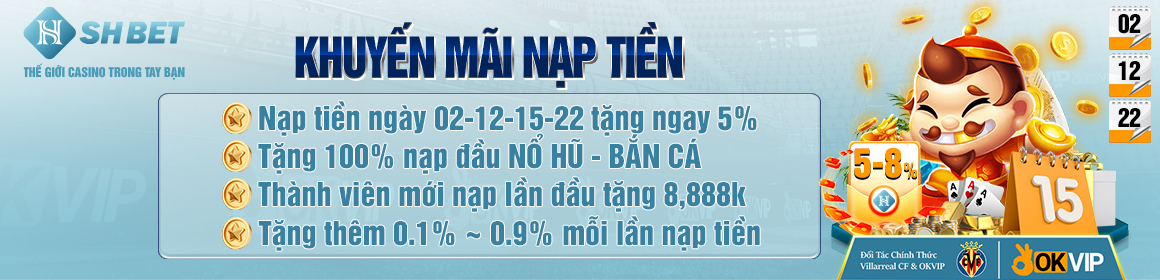 SHBET
THẾ GIỚI CASINO TRONG TAY BẠN
KHUYẾN MÃI NẠP TIỀN
Nạp tiền ngày 02-12-15-22 tặng ngay 5%
Tặng 100% nạp đầu NỔ HŨ - BẮN CÁ
Thành viên mới nạp lần đầu tặng 8,888k
Tặng thêm 0.1% ~ 0.9% mỗi lần nạp tiền
02
12
22
5-8%
A A A
15
Đối Tác Chính Thức
Villarreal CF & OKVIP
OKVIP